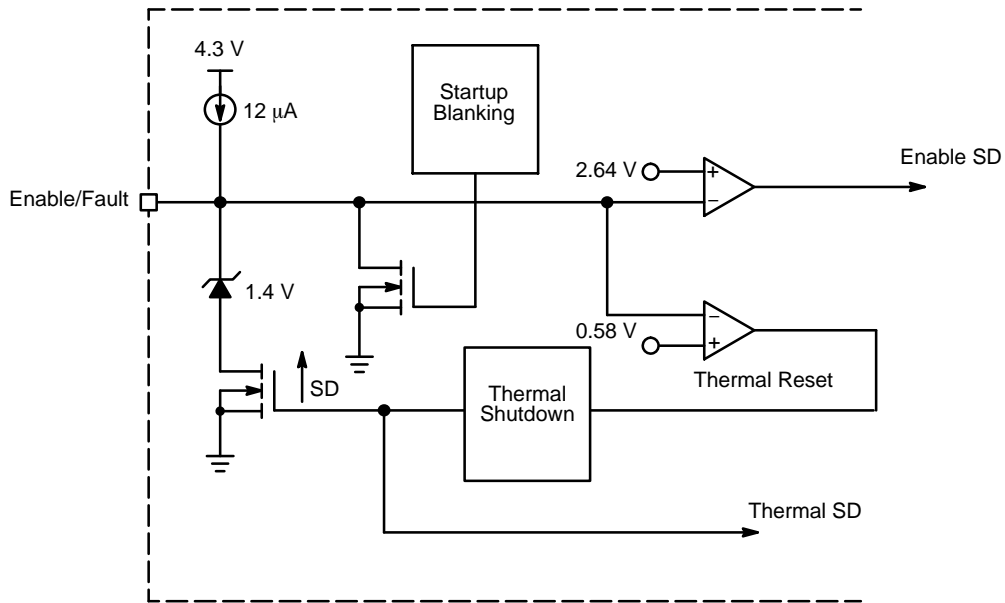 4.3 V
12 μA
Startup
Blanking
2.64 V
+
−
Enable SD
Enable/Fault
1.4 V
0.58 V
−
+
Thermal Reset
SD
Thermal
Shutdown
Thermal SD